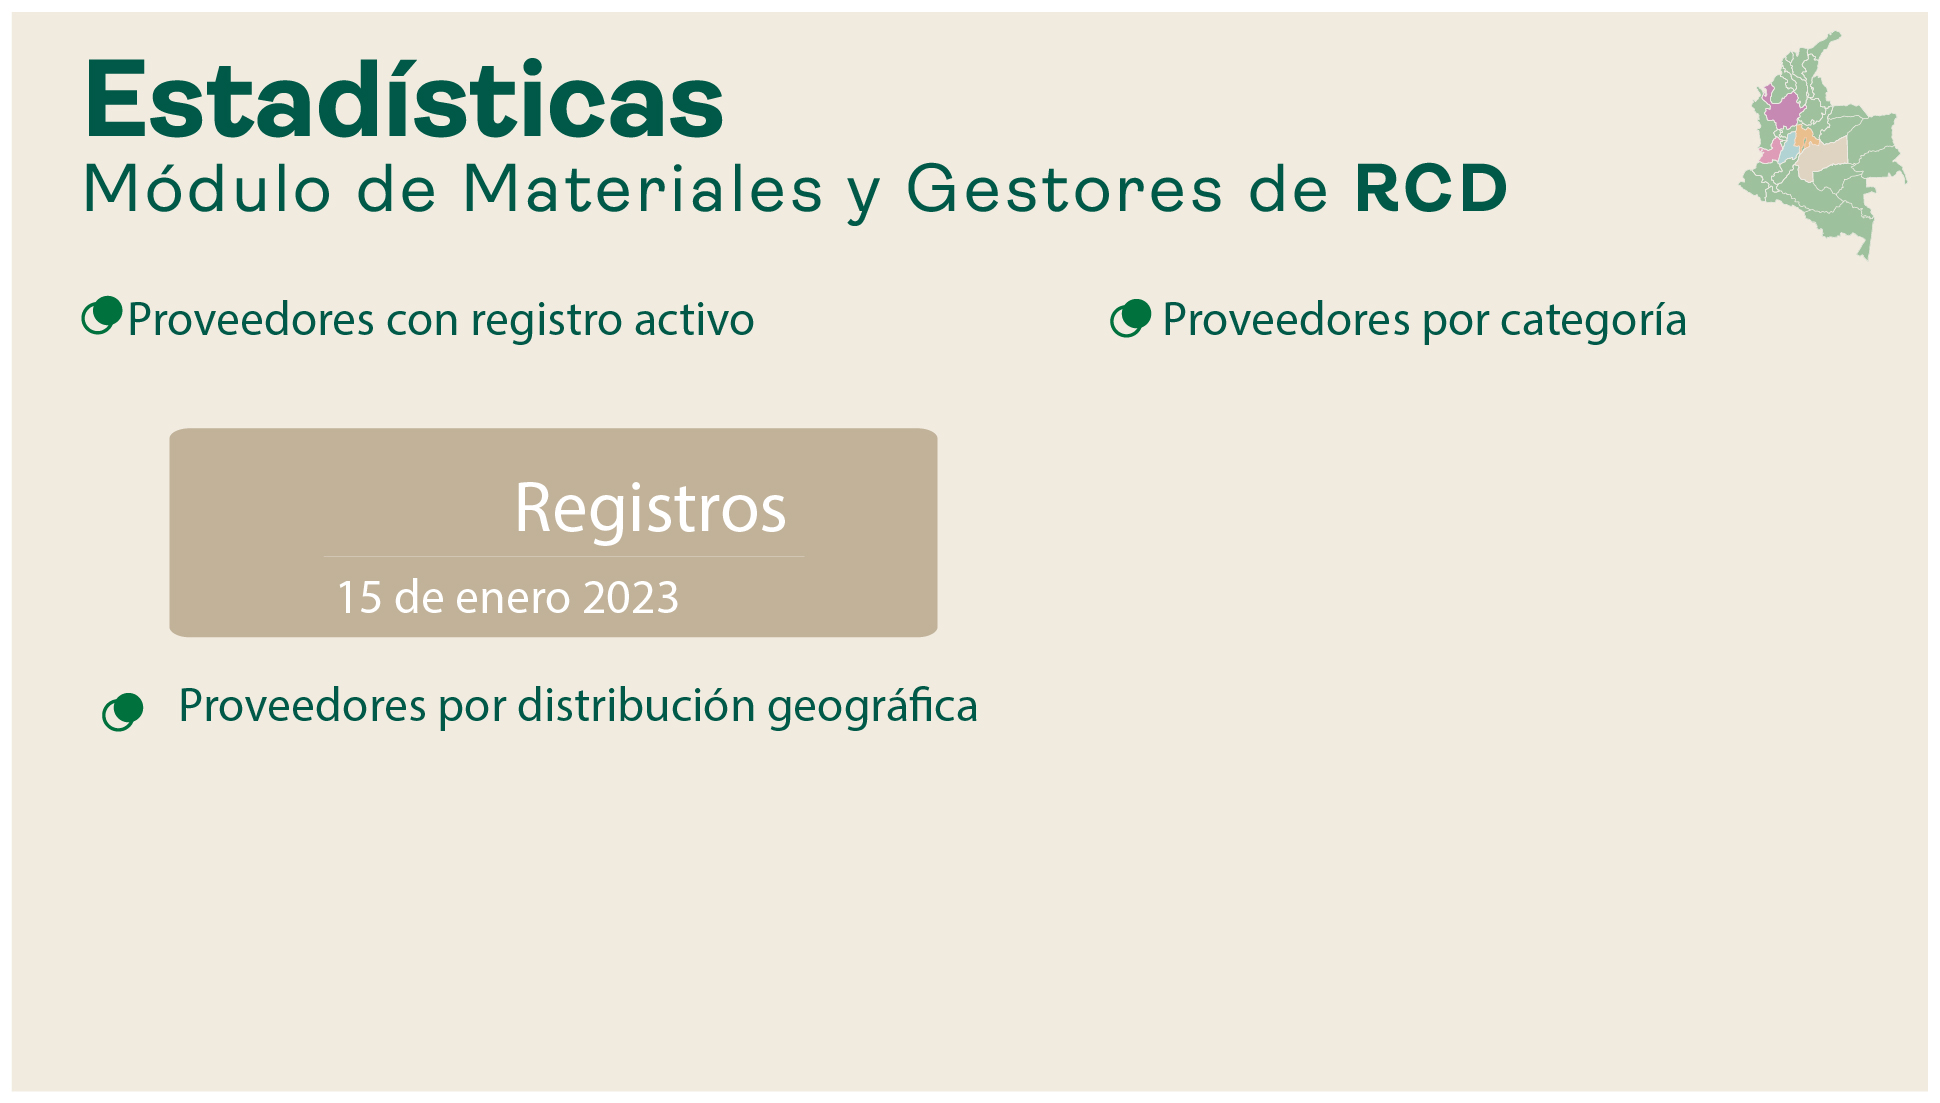 Estadísticas
Módulo de Materiales y Gestores de RCD
Proveedores con registro activo
Proveedores por categoría
Registros
15 de enero 2023
Proveedores por distribución geográfica